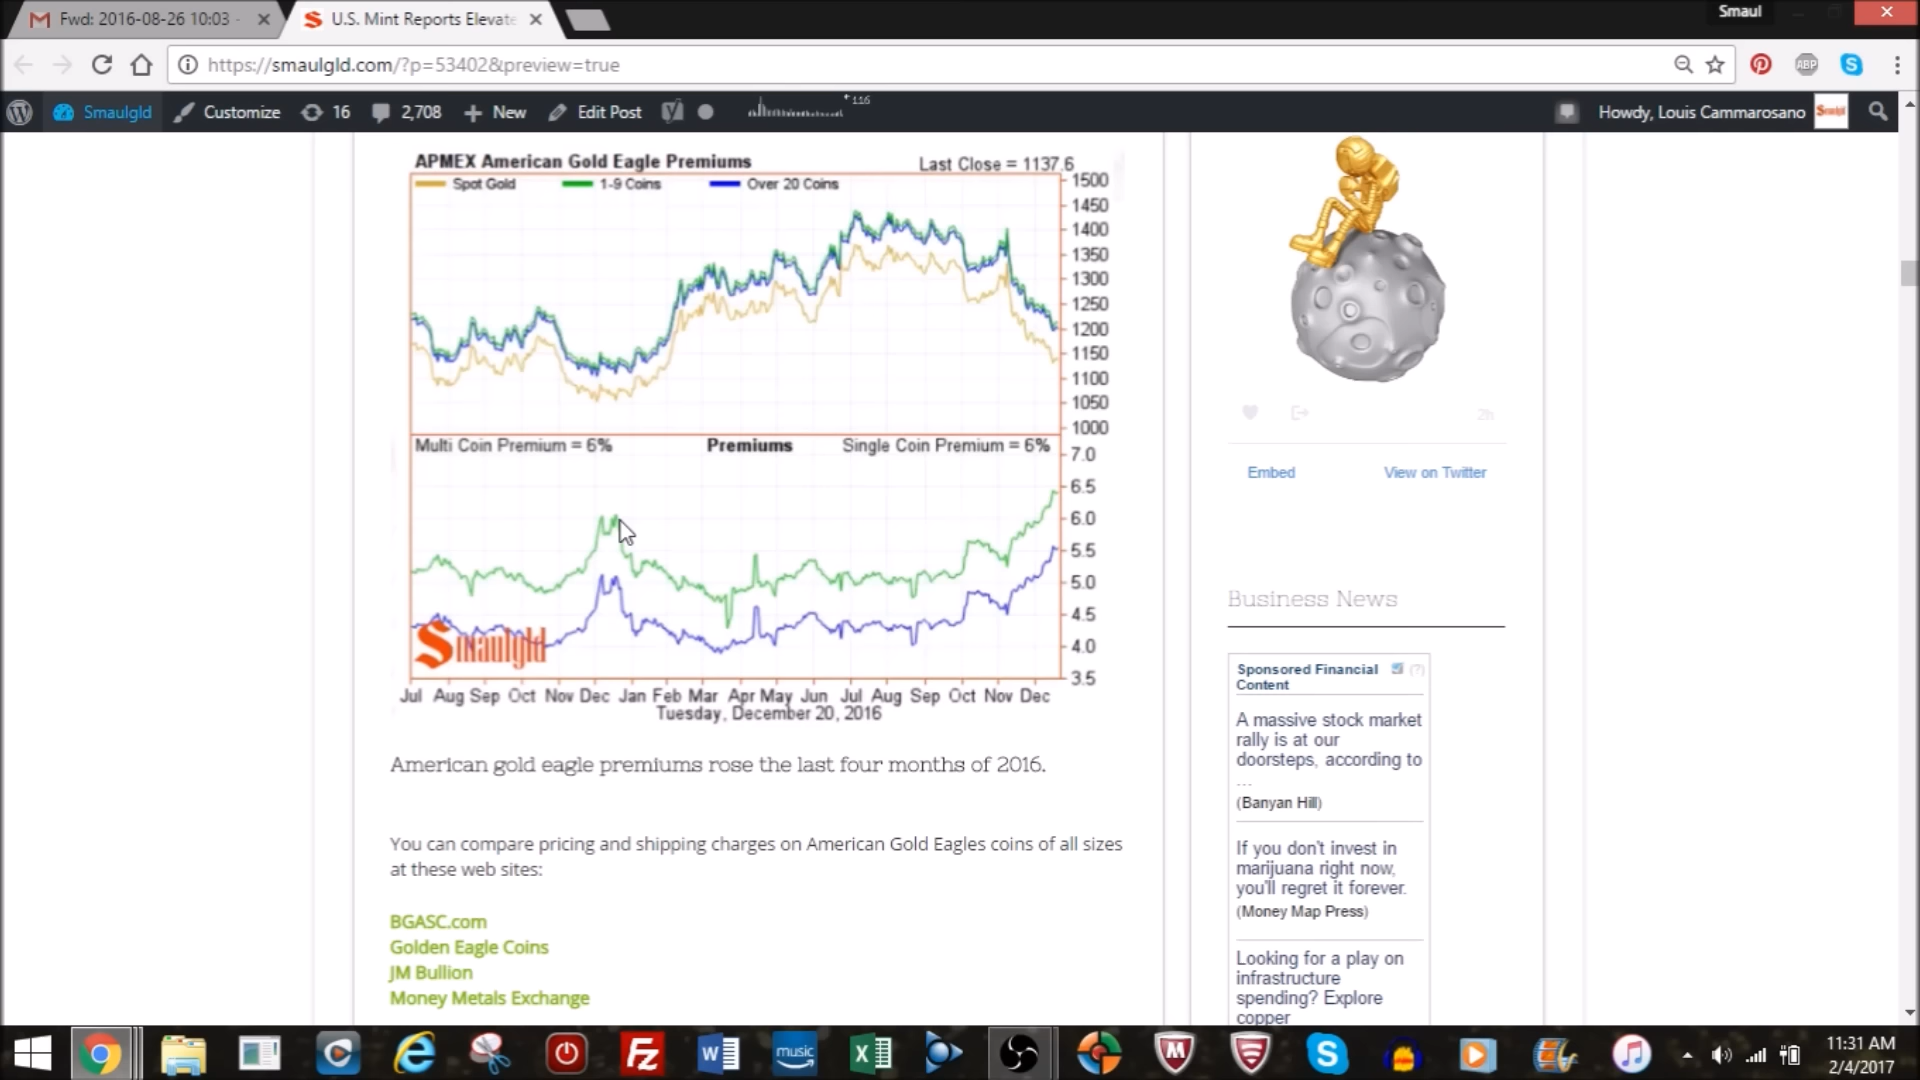 Fwd: 2016-08-26 10:03 -
U.S. Mint Reports Elevate
Smaul
https://smaulgld.com/?p=53402&preview=true
ABP
Smaulgld
Customize
16
2,708
New
Edit Post
+116
Howdy, Louis Cammarosano
APMEX American Gold Eagle Premiums
Last Close = 1137.6
Spot Gold
1-9 Coins
Over 20 Coins
1500
1450
1400
1350
1300
1250
1200
1150
1100
1050
1000
Multi Coin Premium = 6%
Premiums
Single Coin Premium = 6%
7.0
6.5
6.0
5.5
5.0
4.5
4.0
3.5
Smaulgld
Jul Aug Sep Oct Nov Dec Jan Feb Mar Apr May Jun Jul Aug Sep Oct Nov Dec
Tuesday, December 20, 2016
American gold eagle premiums rose the last four months of 2016.
You can compare pricing and shipping charges on American Gold Eagles coins of all sizes
at these web sites:
BGASC.com
Golden Eagle Coins
JM Bullion
Money Metals Exchange
2h
Embed
View on Twitter
Business News
Sponsored Financial
Content
(?)
A massive stock market
rally is at our
doorsteps, according to
...
(Banyan Hill)
If you don't invest in
marijuana right now,
you'll regret it forever.
(Money Map Press)
Looking for a play on
infrastructure
spending? Explore
copper
music
11:31 AM
2/4/2017